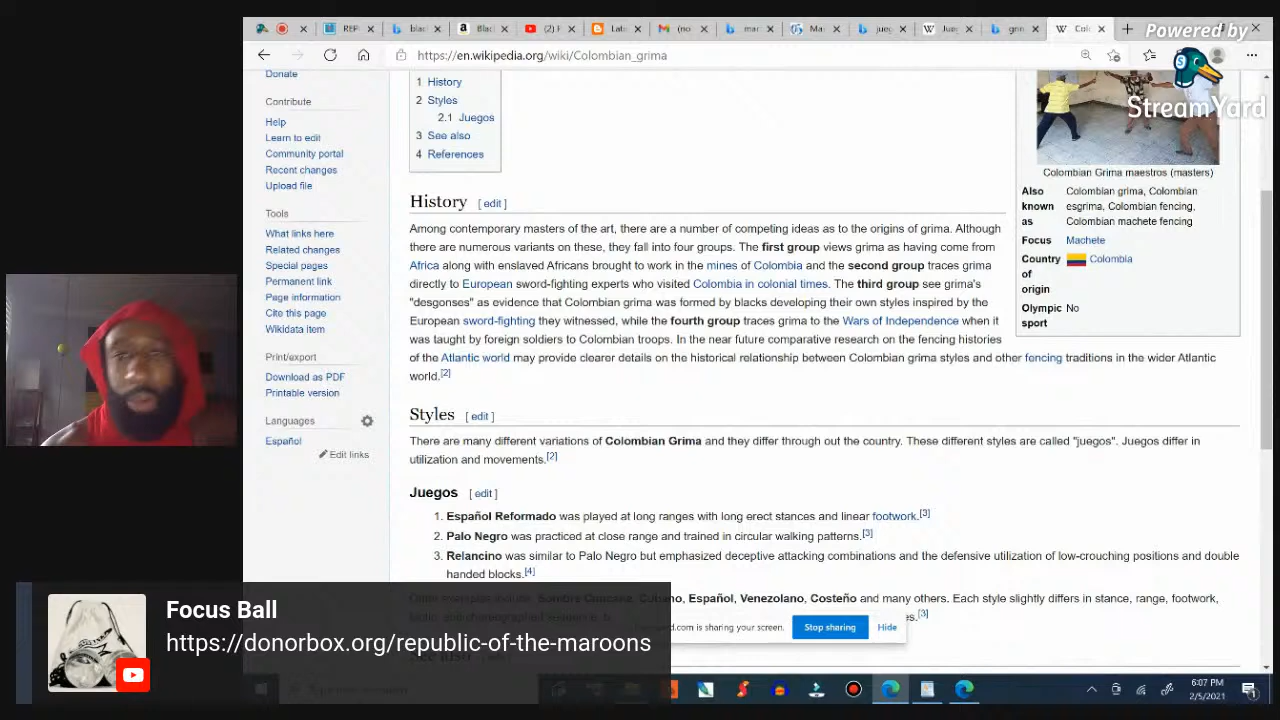 REP
blac
Blac
(2) F
Lati
(no
mar
Ma
jueg
Jueg
grim
Col
Powered by
StreamYard
https://en.wikipedia.org/wiki/Colombian_grima
Donate
Contribute
Help
Learn to edit
Community portal
Recent changes
Upload file
Tools
What links here
Related changes
Special pages
Permanent link
Page information
Cite this page
Wikidata item
Print/export
Download as PDF
Printable version
Languages
Español
Edit links
1 History
2 Styles
2.1 Juegos
3 See also
4 References
Colombian Grima maestros (masters)
Also known as Colombian grima, Colombian esgrima, Colombian fencing, Colombian machete fencing
Focus Machete
Country of origin Colombia
Olympic sport No
History [ edit ]
Among contemporary masters of the art, there are a number of competing ideas as to the origins of grima. Although
there are numerous variants on these, they fall into four groups. The first group views grima as having come from
Africa along with enslaved Africans brought to work in the mines of Colombia and the second group traces grima
directly to European sword-fighting experts who visited Colombia in colonial times. The third group see grima's
"desgonses" as evidence that Colombian grima was formed by blacks developing their own styles inspired by the
European sword-fighting they witnessed, while the fourth group traces grima to the Wars of Independence when it
was taught by foreign soldiers to Colombian troops. In the near future comparative research on the fencing histories
of the Atlantic world may provide clearer details on the historical relationship between Colombian grima styles and other fencing traditions in the wider Atlantic
world.[2]
Styles [ edit ]
There are many different variations of Colombian Grima and they differ through out the country. These different styles are called "juegos". Juegos differ in
utilization and movements.[2]
Juegos [ edit ]
1. Español Reformado was played at long ranges with long erect stances and linear footwork.[3]
2. Palo Negro was practiced at close range and trained in circular walking patterns.[3]
3. Relancino was similar to Palo Negro but emphasized deceptive attacking combinations and the defensive utilization of low-crouching positions and double
handed blocks.[4]
Cubano, Español, Venezolano, Costeño and many others. Each style slightly differs in stance, range, footwork,
is sharing your screen.
Stop sharing
Hide
[3]
Focus Ball
https://donorbox.org/republic-of-the-maroons
6:07 PM
2/5/2021